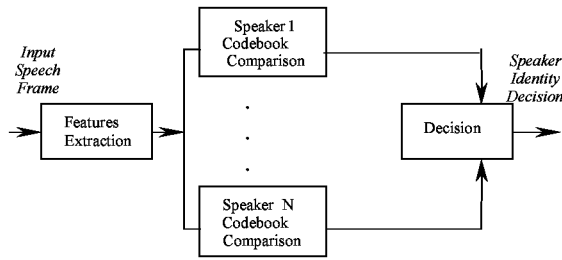 Input
Speech
Frame
Features
Extraction
Speaker 1
Codebook
Comparison
Speaker N
Codebook
Comparison
Decision
Speaker
Identity
Decision